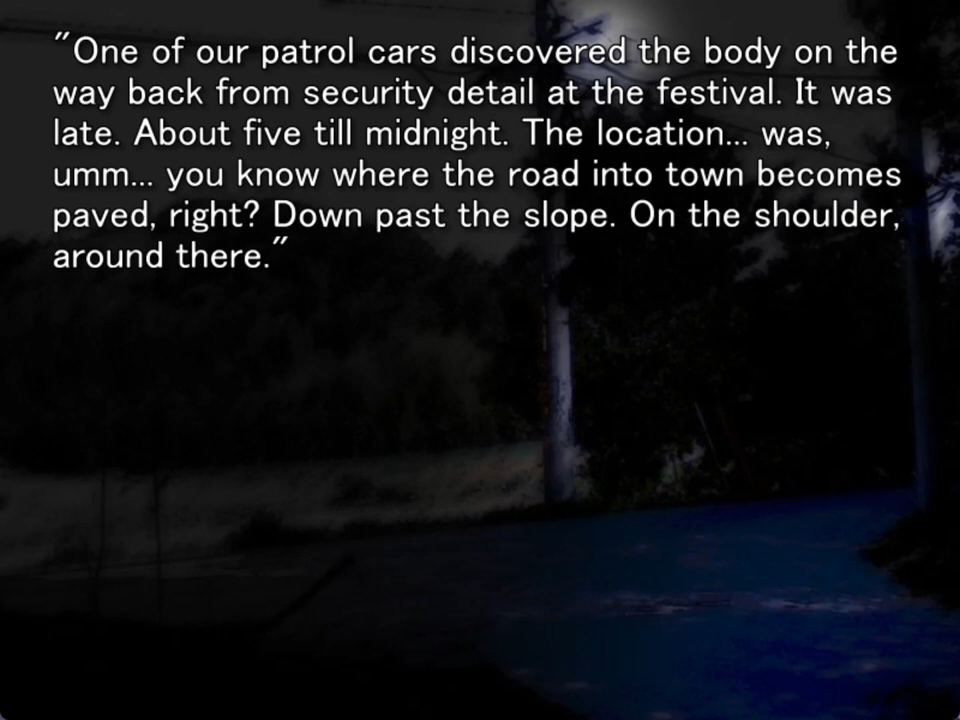 "One of our patrol cars discovered the body on the
way back from security detail at the festival. It was
late. About five till midnight. The location... was,
umm... you know where the road into town becomes
paved, right? Down past the slope. On the shoulder,
around there."